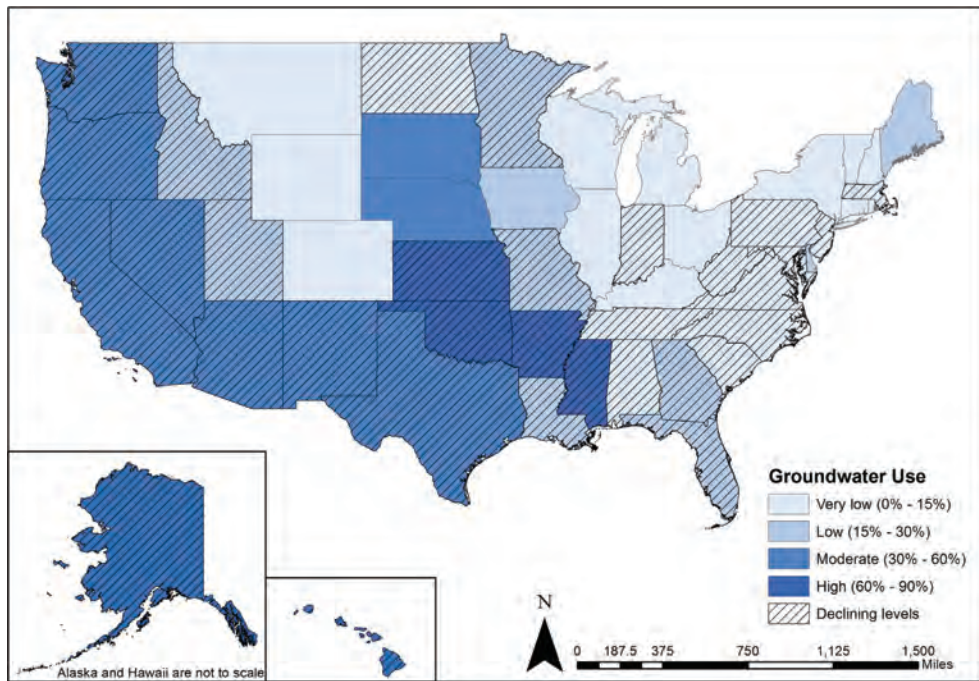 Groundwater Use
Very low (0% - 15%)
Low (15% - 30%)
Moderate (30% - 60%)
High (60% - 90%)
Declining levels
N
0 187.5 375 750 1,125 1,500
Miles
Alaska and Hawaii are not to scale